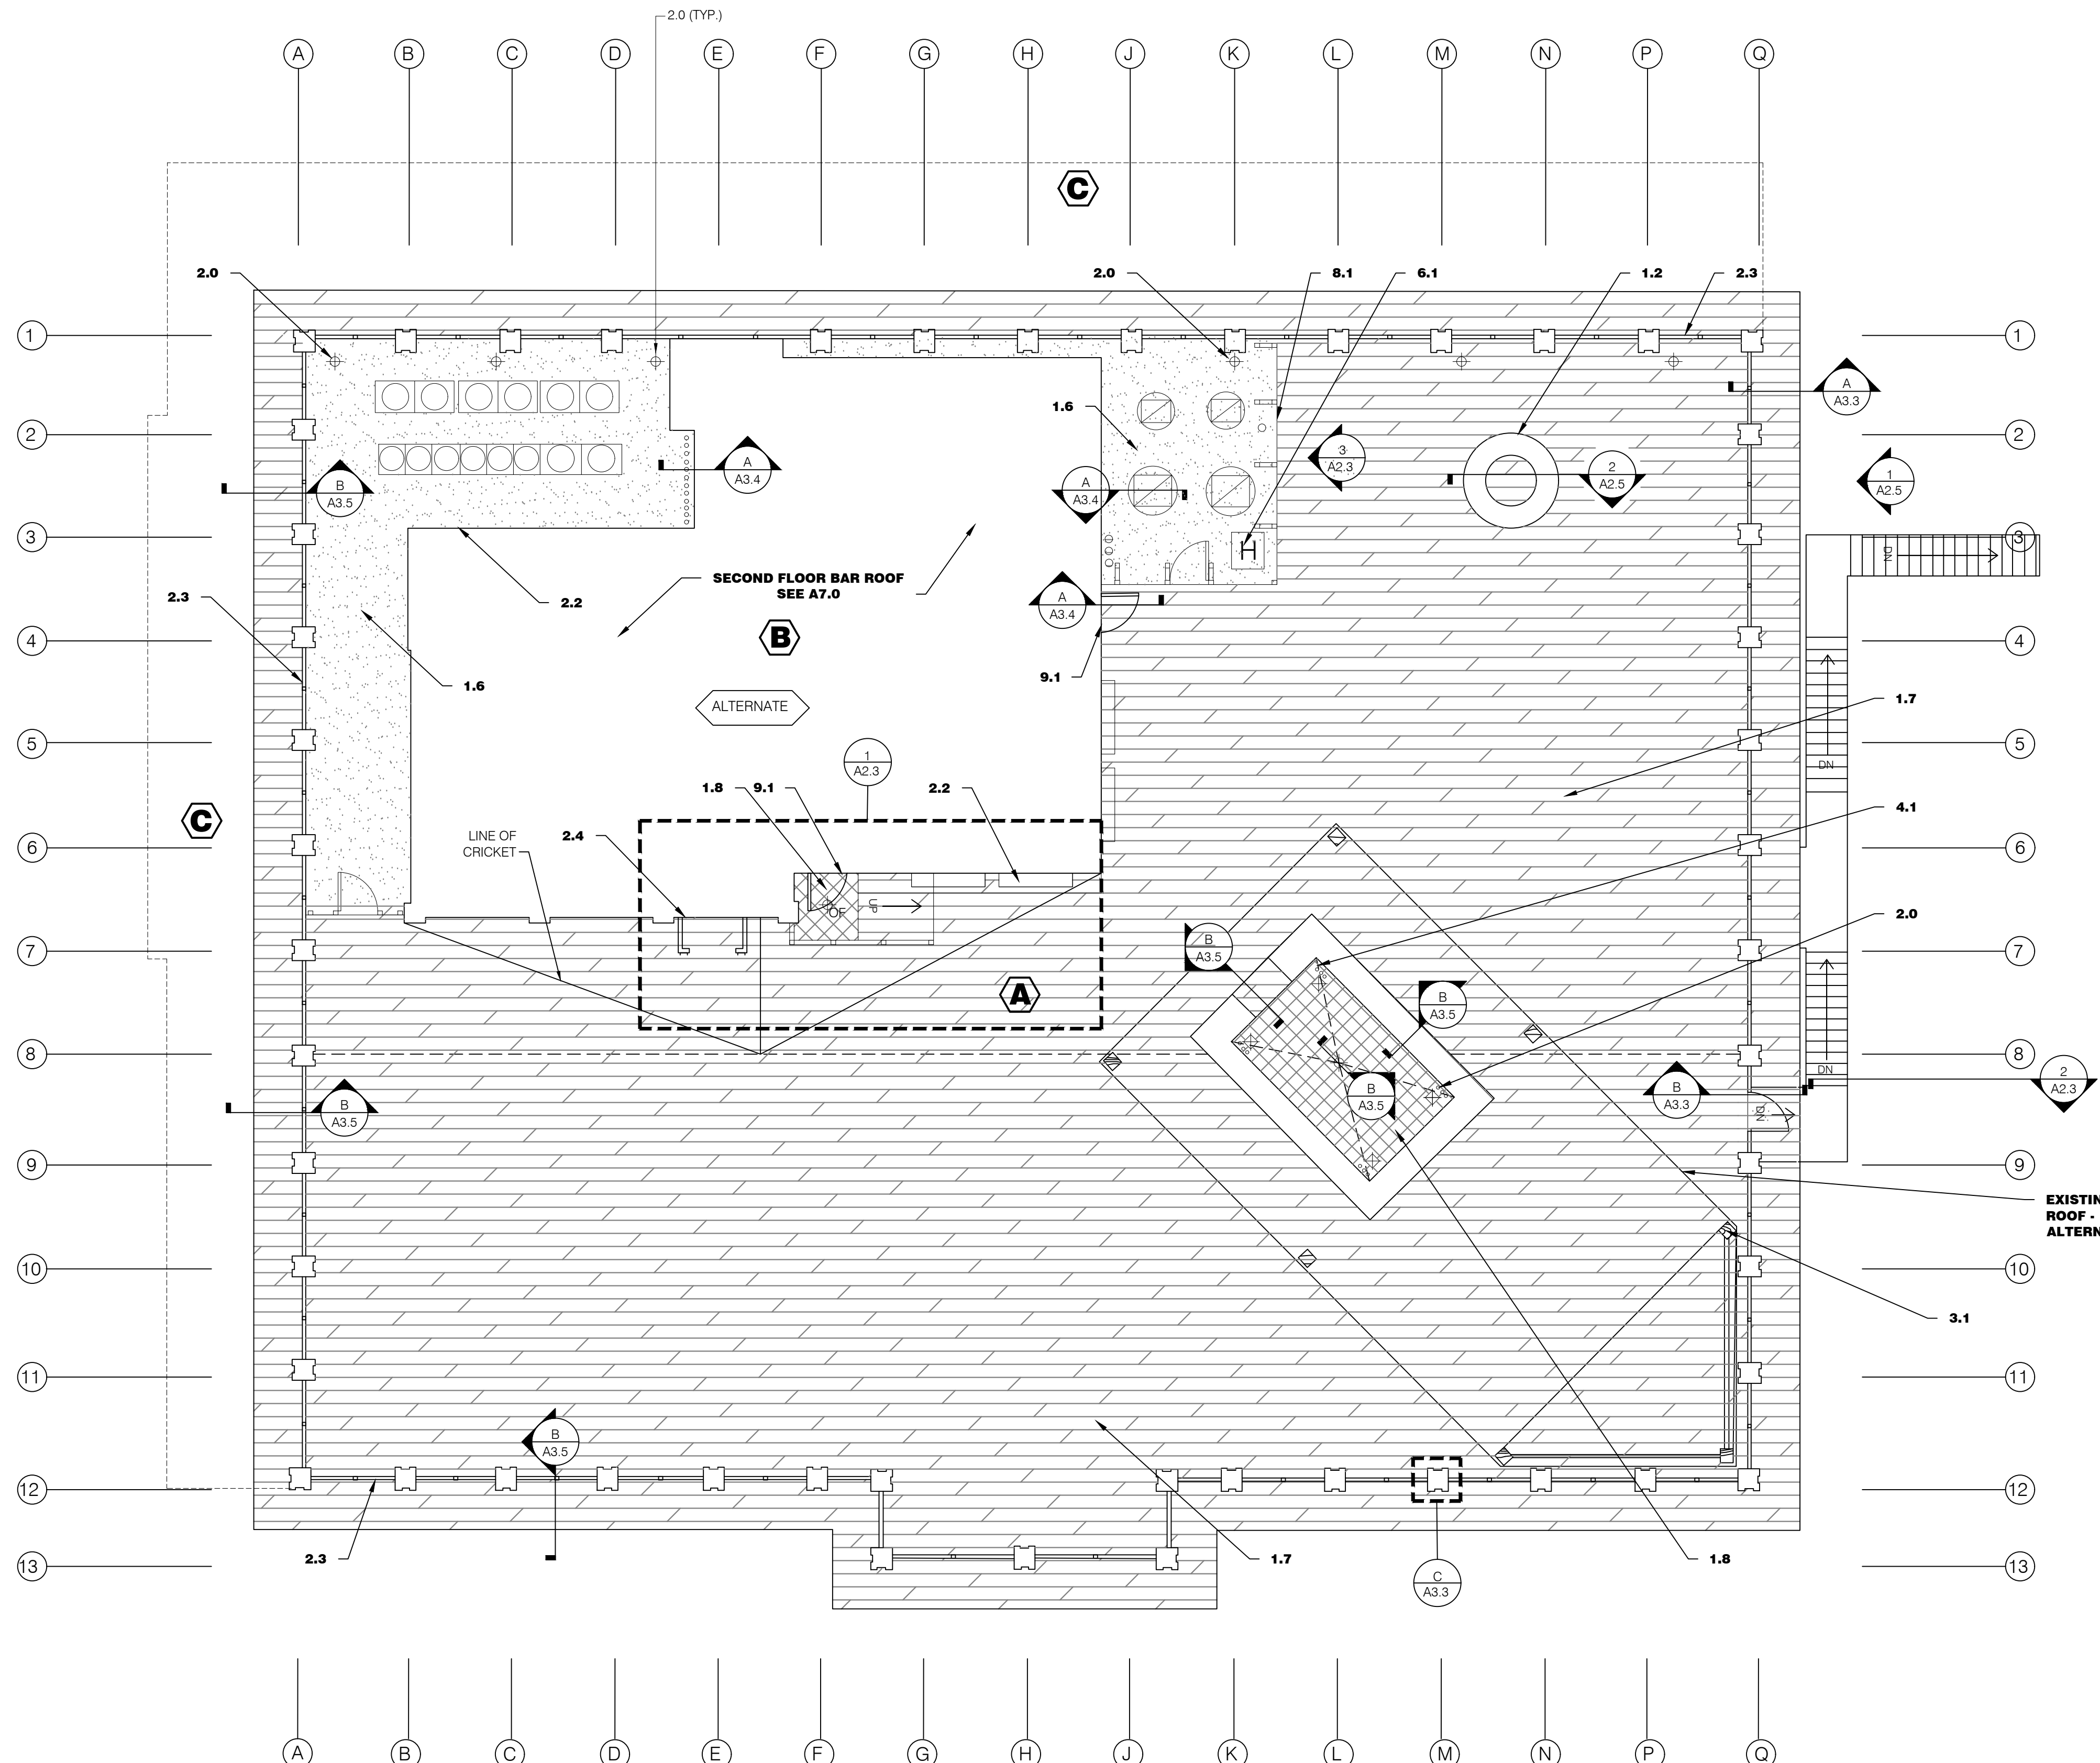 2.0 (TYP.)
A B C D E F G H J K L M N P Q
C
2.0 2.0 8.1 6.1 1.2 2.3
1 1
A
A3.3
1.6
2 2
3
A2.3
A
A3.4
2
A2.5
1
A2.5
B
A3.5
A
A3.4
3 3
H
DN
SECOND FLOOR BAR ROOF
SEE A7.0
2.3 2.2
A
A3.4
B
4 4
9.1
1.6
ALTERNATE
1.7
5 5
1
A2.3
DN
1.8 9.1 2.2
4.1
C
LINE OF
CRICKET
2.4
6 6
UP
OF
2.0
7 7
B
A3.5
A
B
A3.5
8 8
DN
2
A2.3
B
A3.5
B
A3.5
B
A3.3
DN.
9 9
EXISTIN
ROOF -
ALTERN
10 10
3.1
11 11
B
A3.5
12 12
2.3 1.7 1.8
13 13
C
A3.3
A B C D E F G H J K L M N P Q